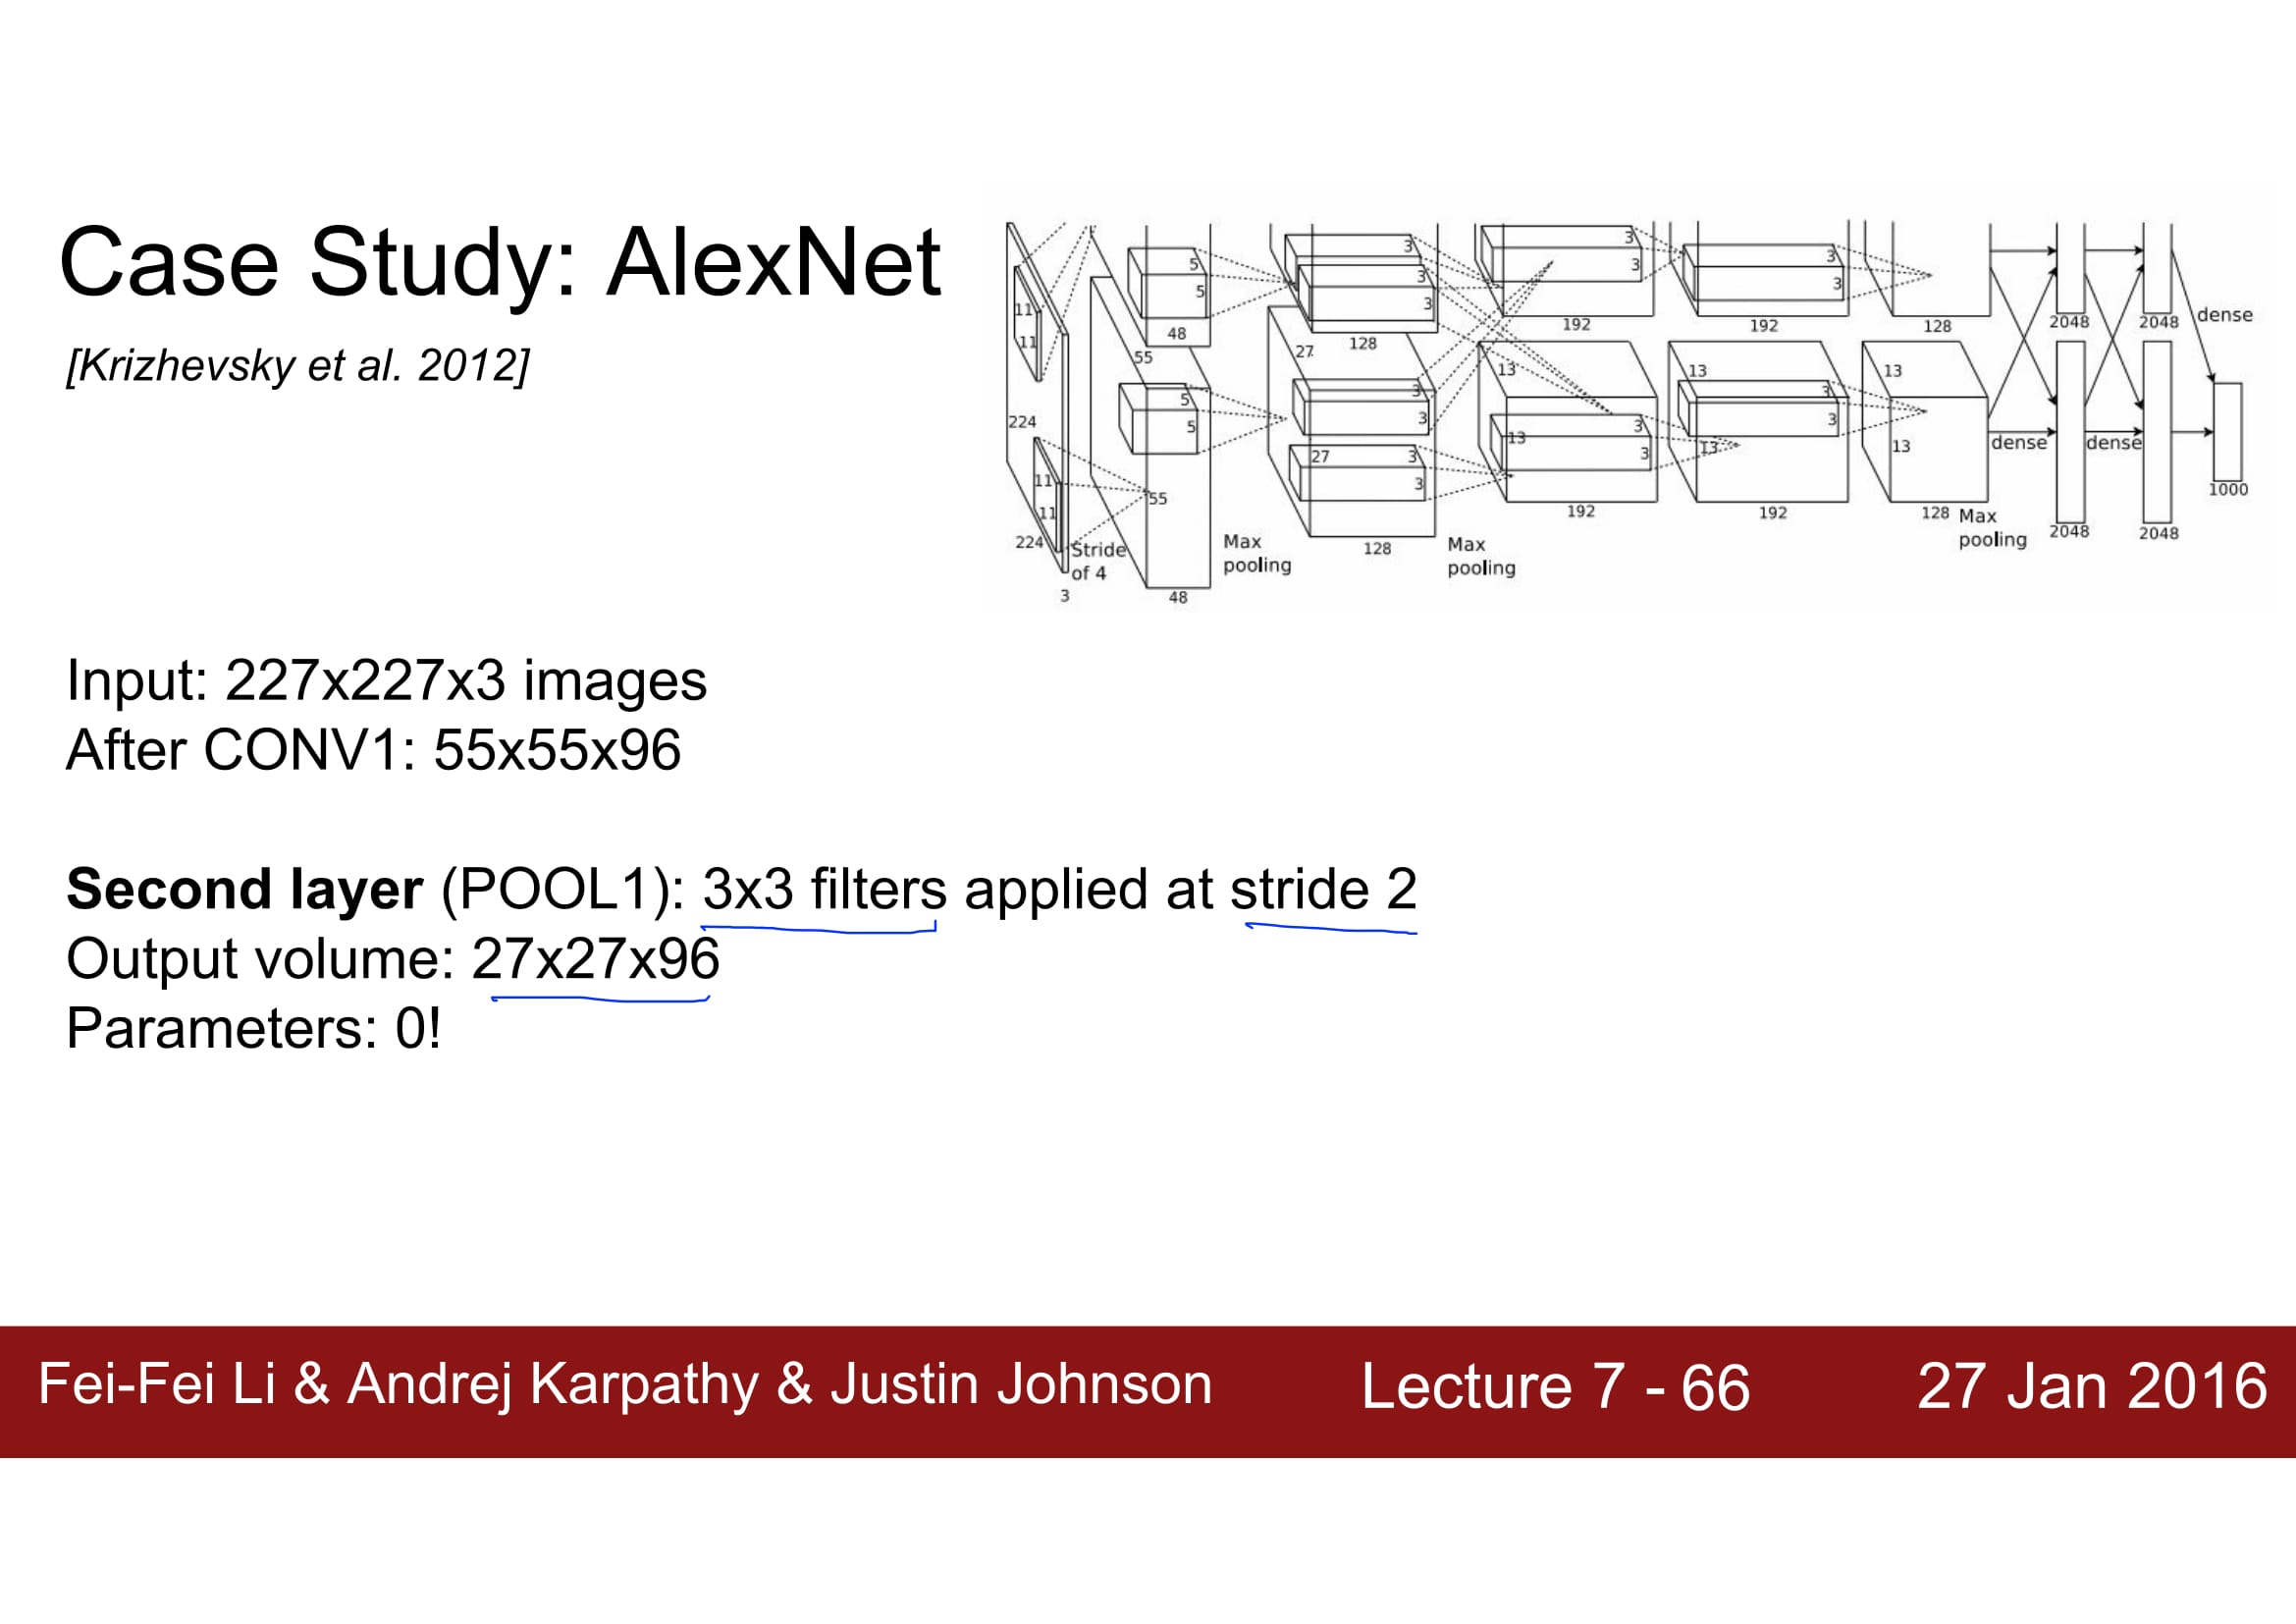 Case Study: AlexNet
[Krizhevsky et al. 2012]
11
11
224
11
11
224
Stride
of 4
3
5
5
48
55
5
5
55
48
Max
pooling
3
3
3
128
27
3
3
27
3
3
128
Max
pooling
3
3
192
13
3
13
3
192
3
3
192
13
3
3
13
192
128
13
13
128
Max
pooling
2048
2048
dense
dense
dense
1000
2048
2048
Input: 227x227x3 images
After CONV1: 55x55x96
Second layer (POOL1): 3x3 filters applied at stride 2
Output volume: 27x27x96
Parameters: 0!
Fei-Fei Li & Andrej Karpathy & Justin Johnson
Lecture 7 - 66
27 Jan 2016